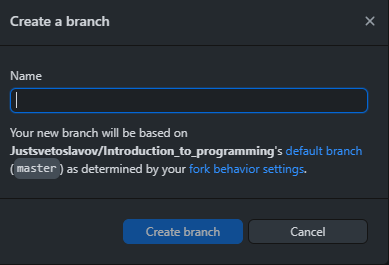 Create a branch
Name
Your new branch will be based on
Justsvetoslavov/Introduction_to_programming's default branch
(master) as determined by your fork behavior settings.
Create branch
Cancel